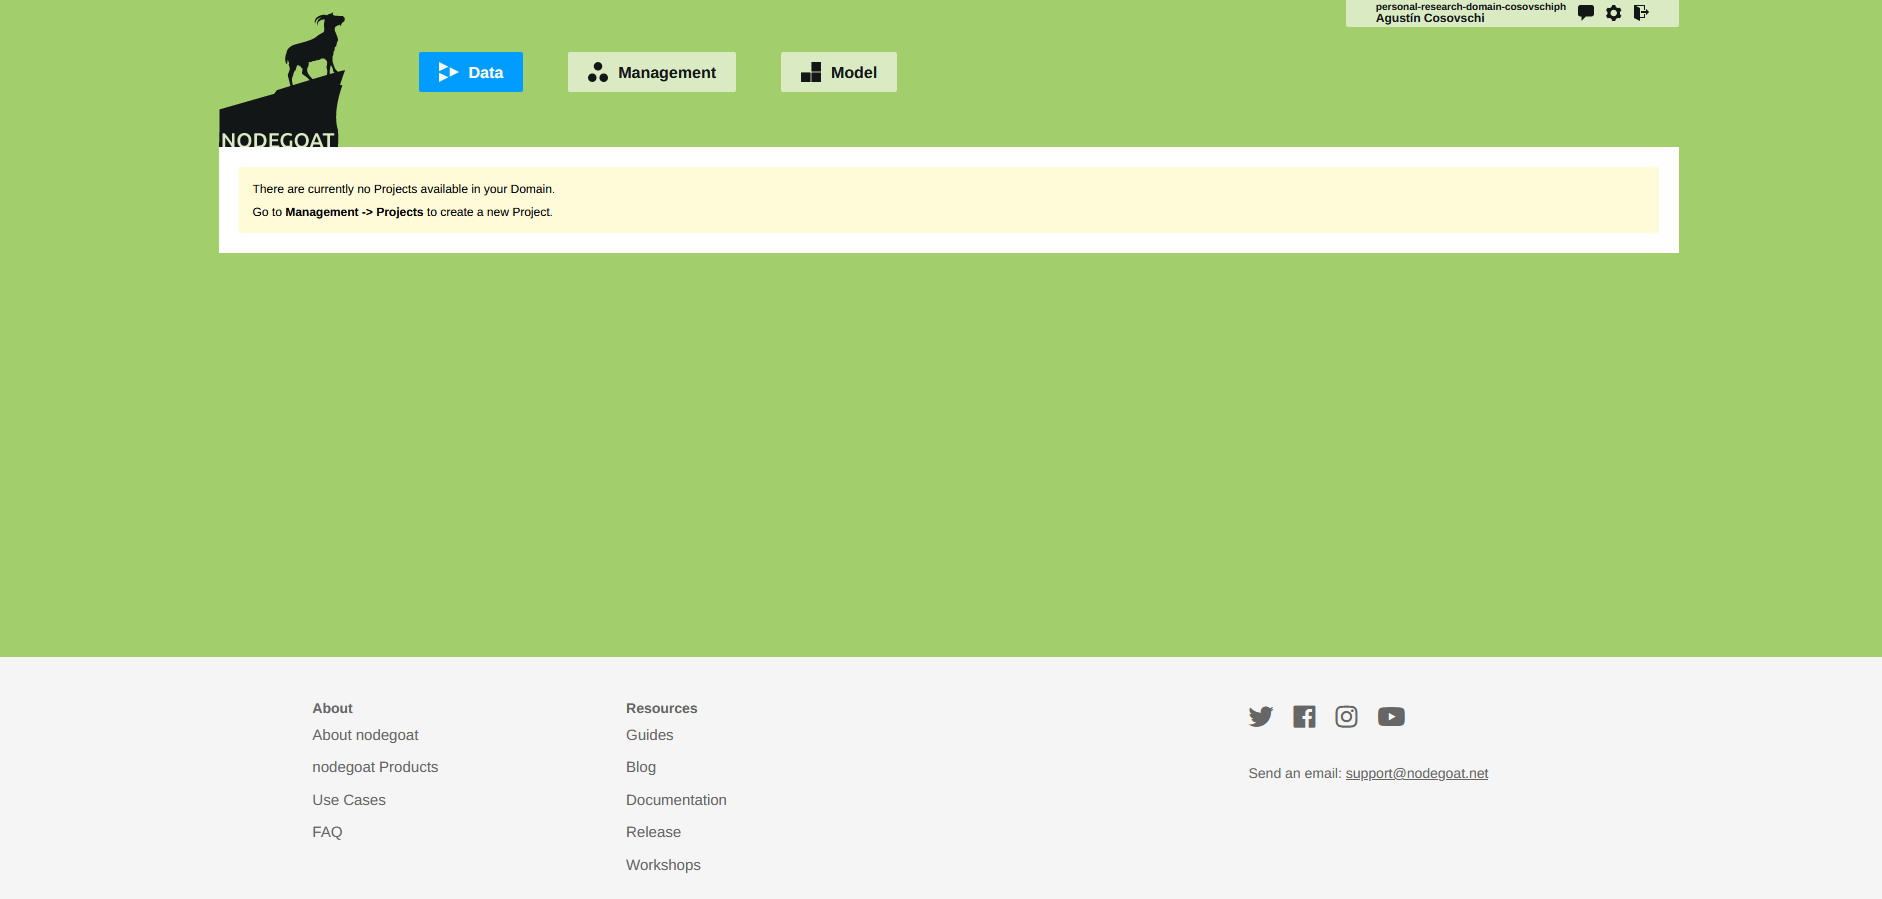 personal-research-domain-cosovschiph
Agustín Cosovschi
Data
Management
Model
NODEGOAT
There are currently no Projects available in your Domain.
Go to Management -> Projects to create a new Project.
About
About nodegoat
nodegoat Products
Use Cases
FAQ
Resources
Guides
Blog
Documentation
Release
Workshops
Send an email: support@nodegoat.net